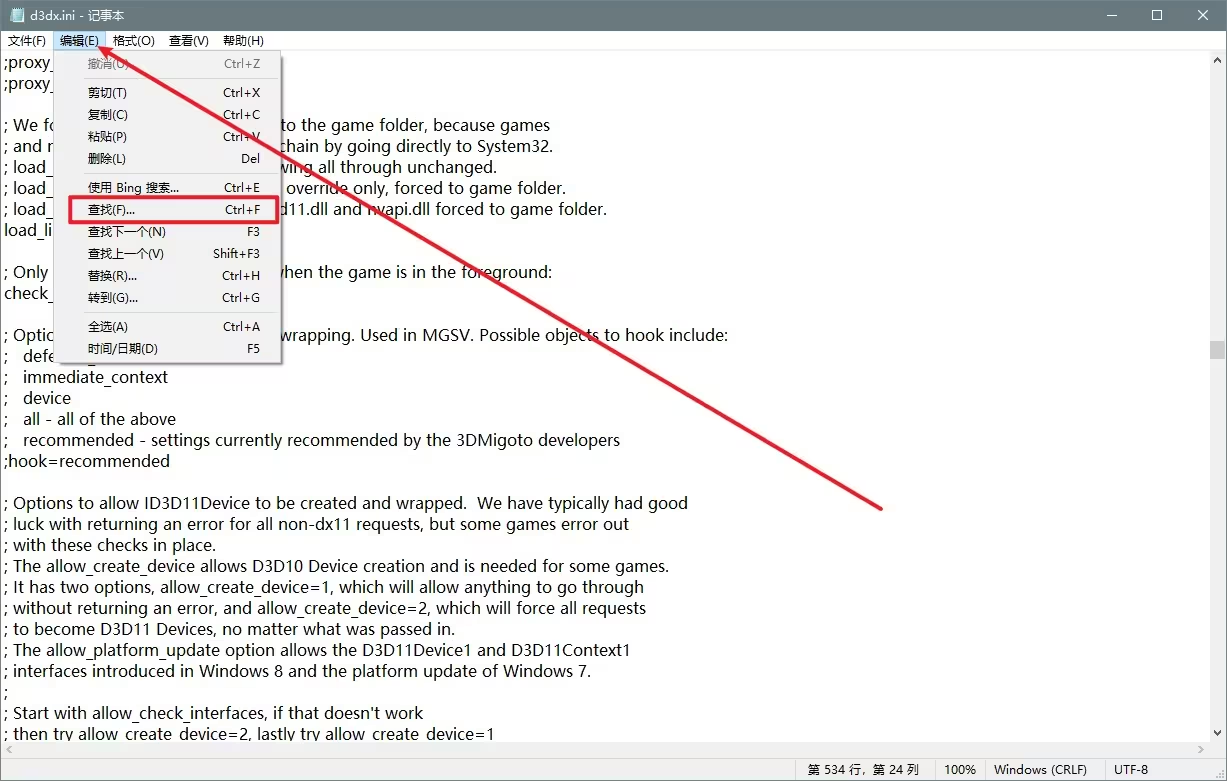 d3dx.ini - 记事本
文件(F) 编辑(E) 格式(O) 查看(V) 帮助(H)
撤消(U) Ctrl+Z
剪切(T) Ctrl+X
复制(C) Ctrl+C
粘贴(P) Ctrl+V
删除(L) Del
使用 Bing 搜索... Ctrl+E
查找(F)... Ctrl+F
查找下一个(N) F3
查找上一个(V) Shift+F3
替换(R)... Ctrl+H
转到(G)... Ctrl+G
全选(A) Ctrl+A
时间/日期(D) F5
;proxy_
;proxy_
; We to the game folder, because games
; and chain by going directly to System32.
; load_ all through unchanged.
; load_ override only, forced to game folder.
; load_ d11.dll and nvapi.dll forced to game folder.
load_li
; Only when the game is in the foreground:
check_
; Optio wrapping. Used in MGSV. Possible objects to hook include:
; defe
; immediate_context
; device
; all - all of the above
; recommended - settings currently recommended by the 3DMigoto developers
;hook=recommended
; Options to allow ID3D11Device to be created and wrapped. We have typically had good
; luck with returning an error for all non-dx11 requests, but some games error out
; with these checks in place.
; The allow_create_device allows D3D10 Device creation and is needed for some games.
; It has two options, allow_create_device=1, which will allow anything to go through
; without returning an error, and allow_create_device=2, which will force all requests
; to become D3D11 Devices, no matter what was passed in.
; The allow_platform_update option allows the D3D11Device1 and D3D11Context1
; interfaces introduced in Windows 8 and the platform update of Windows 7.
;
; Start with allow_check_interfaces, if that doesn't work
; then try allow_create_device=2, lastly try allow_create_device=1
第 534 行，第 24 列 100% Windows (CRLF) UTF-8